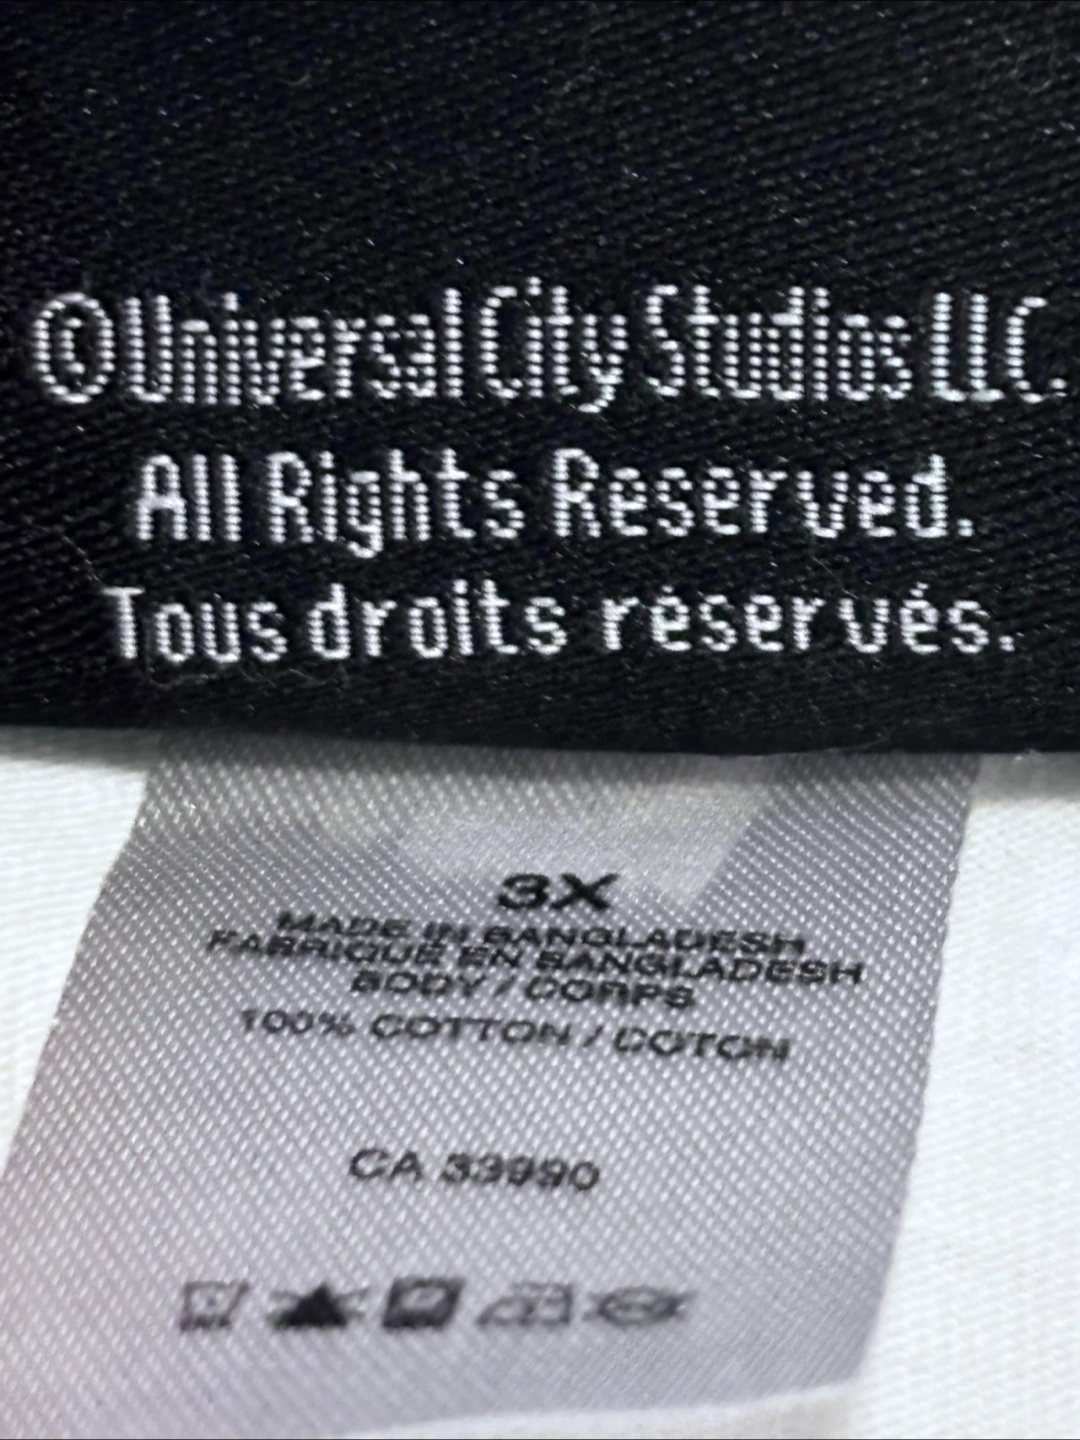 ©Universal City Studios LLC.
All Rights Reserved.
Tous droits réservés.
3X
MADE IN BANGLADESH
FABRIQUE EN BANGLADESH
BODY / CORPS
100% COTTON / COTON
CA 33990